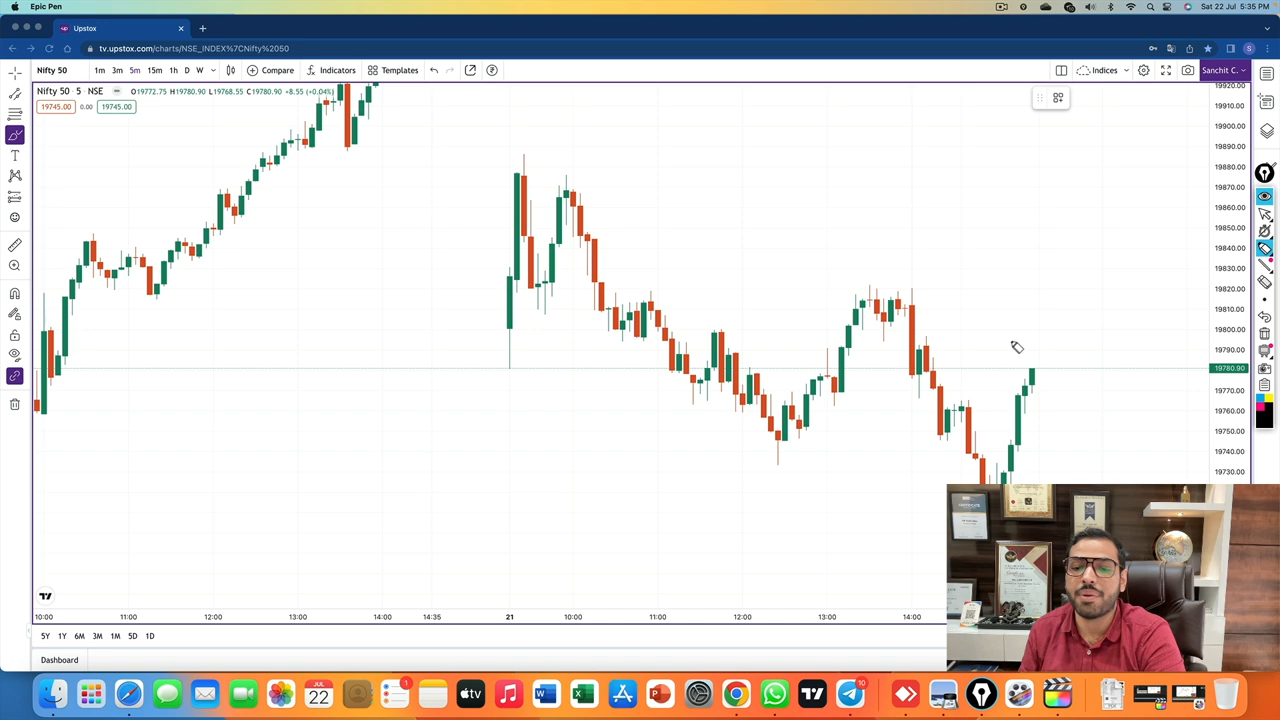 Epic Pen
Sat 22 Jul 5:35 PM
Upstox
tv.upstox.com/charts/NSE_INDEX%7CNifty%2050
Nifty 50
1m 3m 5m 15m 1h D W
Compare
Indicators
Templates
Indices
Sanchit C.
Nifty 50 · 5 · NSE
O19772.75 H19780.90 L19768.55 C19780.90 +8.55 (+0.04%)
19745.00 0.00 19745.00
19920.00
19910.00
19900.00
19890.00
19880.00
19870.00
19860.00
19850.00
19840.00
19830.00
19820.00
19810.00
19800.00
19790.00
19780.90
19770.00
19760.00
19750.00
19740.00
19730.00
10:00 11:00 12:00 13:00 14:00 14:35 21 10:00 11:00 12:00 13:00 14:00
5Y 1Y 6M 3M 1M 5D 1D
Dashboard
JUL
22
1
tv
10